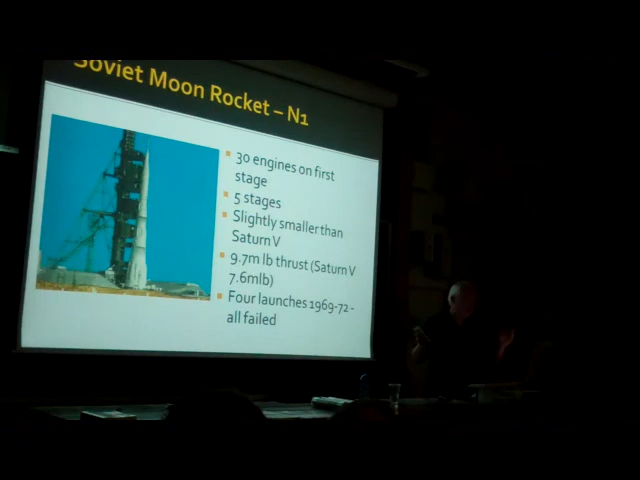 Soviet Moon Rocket – N1
30 engines on first
stage
5 stages
Slightly smaller than
Saturn V
9.7m lb thrust (Saturn V
7.6mlb)
Four launches 1969-72 -
all failed